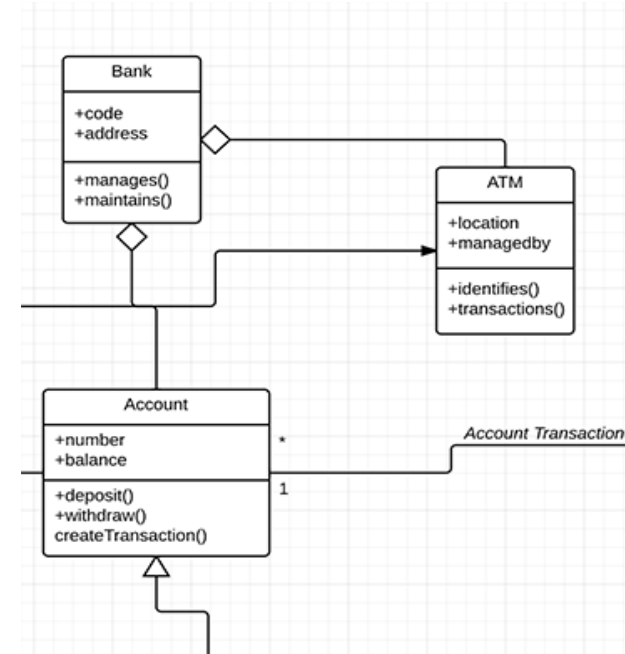 Bank
+code
+address
+manages()
+maintains()
ATM
+location
+managedby
+identifies()
+transactions()
Account
+number
+balance
+deposit()
+withdraw()
createTransaction()
*
1
Account Transaction